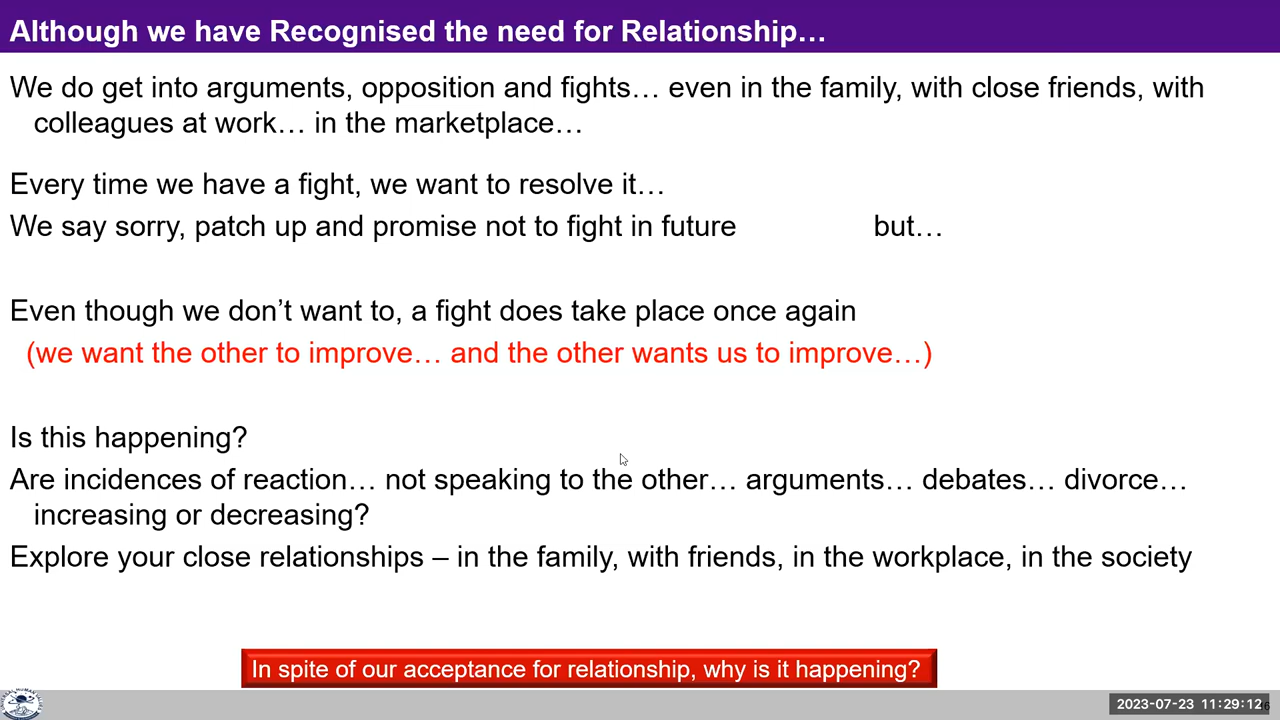 Although we have Recognised the need for Relationship…
We do get into arguments, opposition and fights… even in the family, with close friends, with
colleagues at work… in the marketplace…
Every time we have a fight, we want to resolve it…
We say sorry, patch up and promise not to fight in future but…
Even though we don’t want to, a fight does take place once again
(we want the other to improve… and the other wants us to improve…)
Is this happening?
Are incidences of reaction… not speaking to the other… arguments… debates… divorce…
increasing or decreasing?
Explore your close relationships – in the family, with friends, in the workplace, in the society
In spite of our acceptance for relationship, why is it happening?
2023-07-23 11:29:12